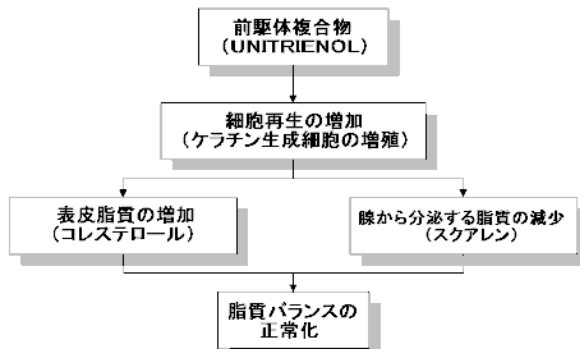 前駆体複合物
(UNITRIENOL)
細胞再生の増加
(ケラチン生成細胞の増殖)
表皮脂質の増加
(コレステロール)
腺から分泌する脂質の減少
(スクアレン)
脂質バランスの
正常化